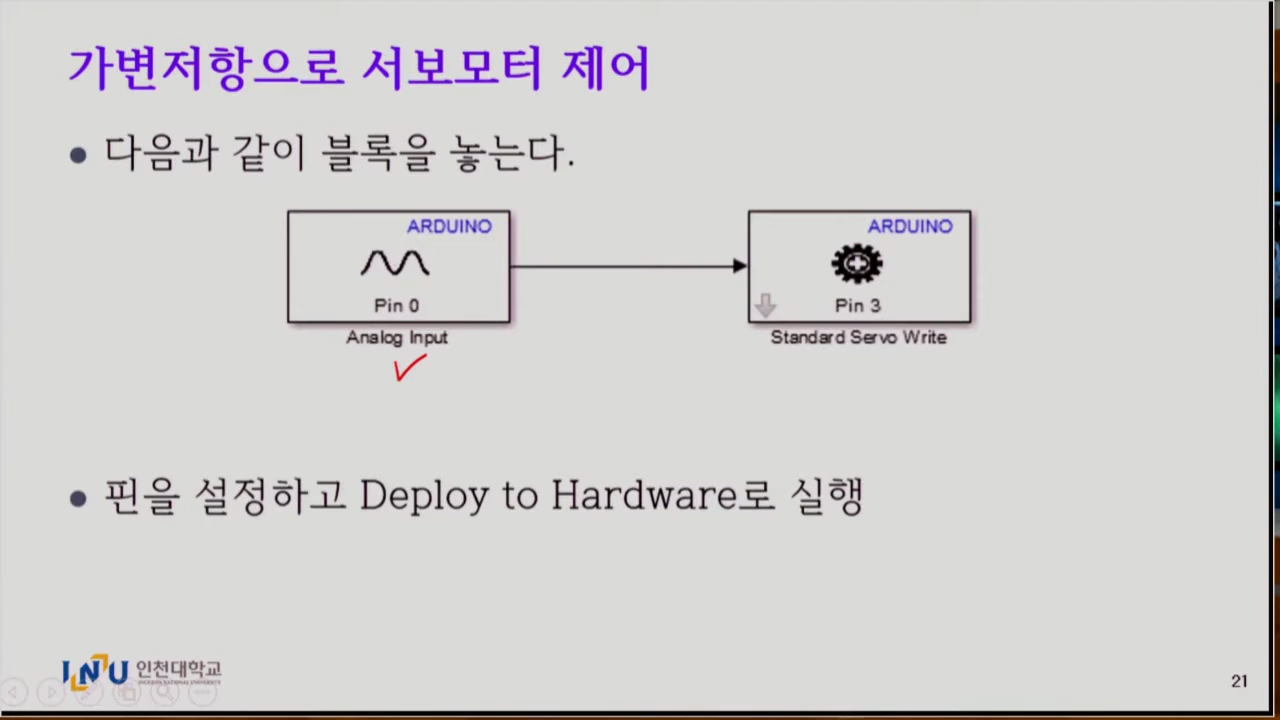 가변저항으로 서보모터 제어
다음과 같이 블록을 놓는다.
ARDUINO
Pin 0
Analog Input
ARDUINO
Pin 3
Standard Servo Write
핀을 설정하고 Deploy to Hardware로 실행
INU 인천대학교
21